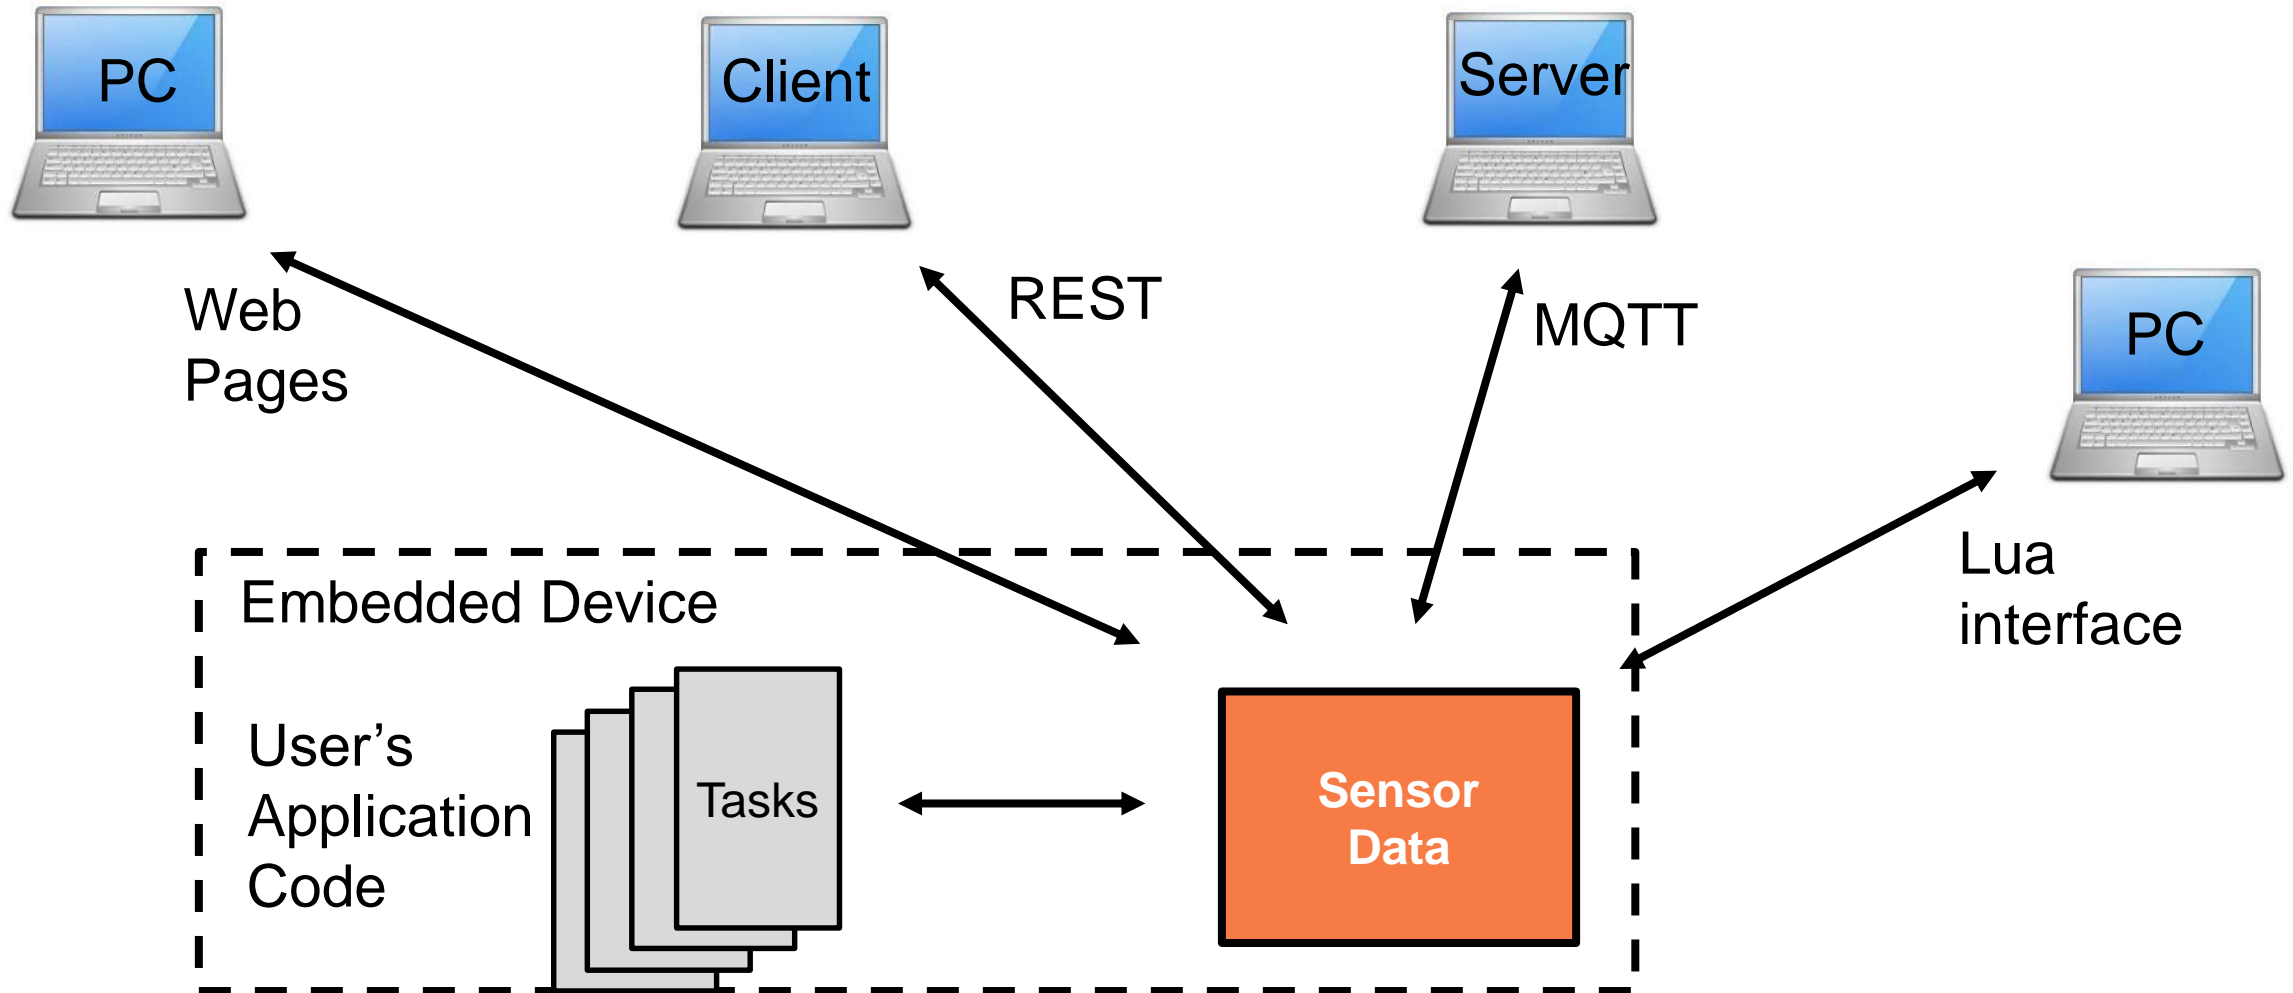 PC
Client
Server
Web
Pages
REST
MQTT
PC
Lua
interface
Embedded Device
User’s
Application
Code
Tasks
Sensor
Data